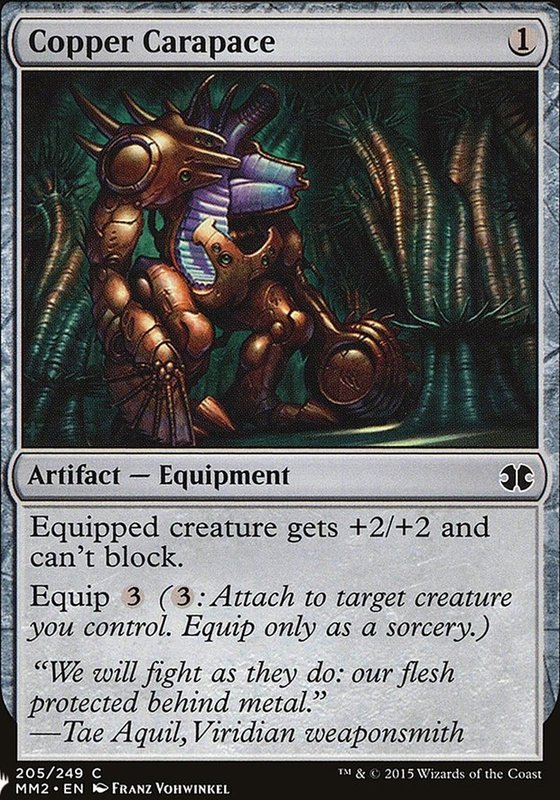 Copper Carapace 1
Artifact — Equipment
Equipped creature gets +2/+2 and
can't block.
Equip 3 (3: Attach to target creature
you control. Equip only as a sorcery.)
“We will fight as they do: our flesh
protected behind metal.”
—Tae Aquil, Viridian weaponsmith
205/249 C
MM2 • EN Franz Vohwinkel
™ & © 2015 Wizards of the Coast